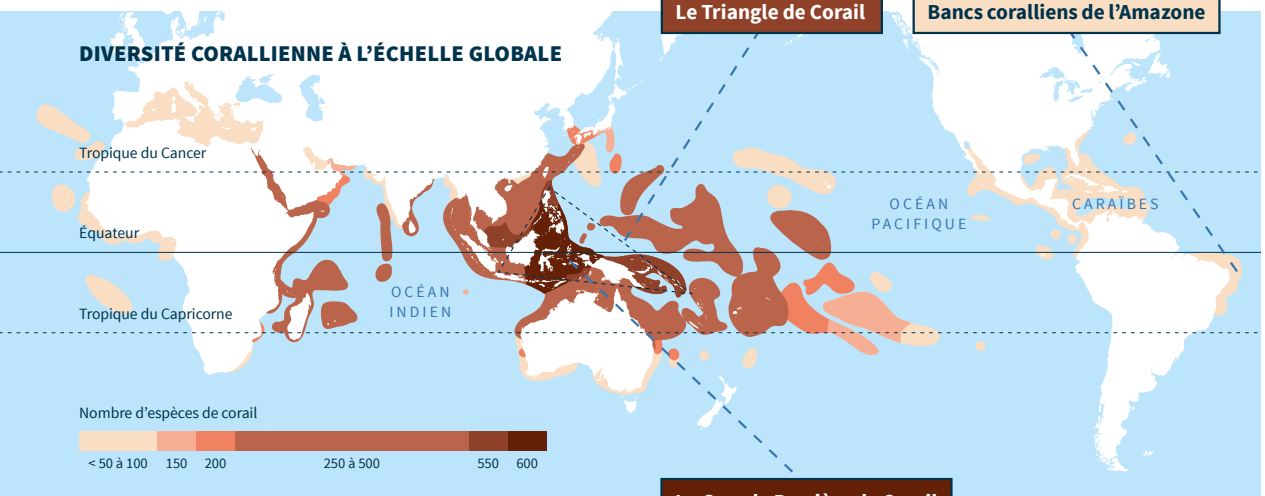 Le Triangle de Corail
Bancs coralliens de l'Amazone
DIVERSITÉ CORALLIENNE À L'ÉCHELLE GLOBALE
Tropique du Cancer
Équateur
Tropique du Capricorne
OCÉAN
INDIEN
OCÉAN
PACIFIQUE
CARAÏBES
Nombre d'espèces de corail
< 50 à 100 150 200 250 à 500 550 600